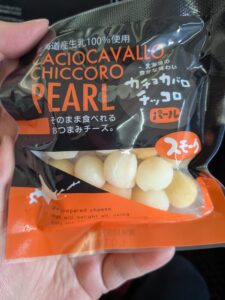 海道産生乳100%使用
CACIOCAVALLO
CHICCORO
PEARL
そのまま食べれる
おつまみチーズ。
カチョカバロ
チッコロ
パール
スモーク